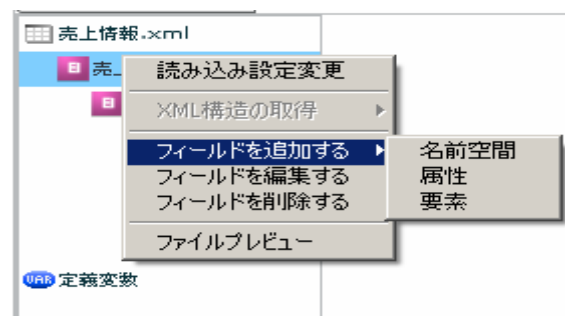 売上情報.xml
売
読み込み設定変更
XML構造の取得
フィールドを追加する
名前空間
フィールドを編集する
属性
フィールドを削除する
要素
ファイルプレビュー
VAR 定義変数